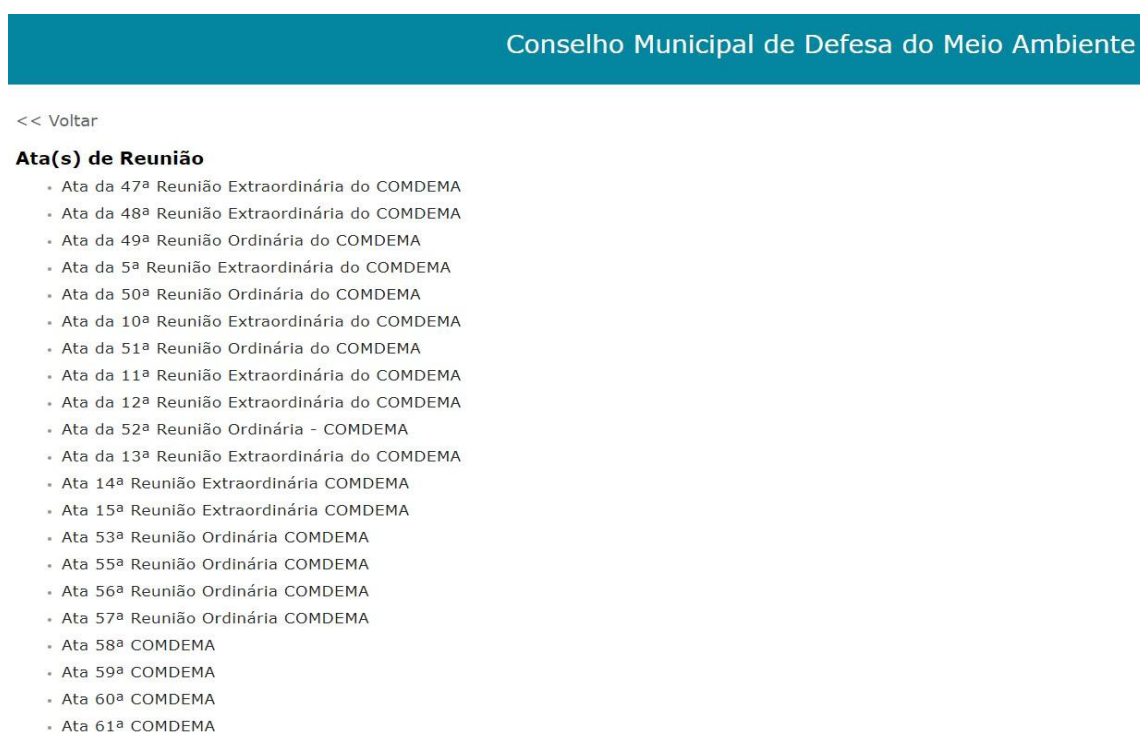 Conselho Municipal de Defesa do Meio Ambiente
<< Voltar
Ata(s) de Reunião
Ata da 47ª Reunião Extraordinária do COMDEMA
Ata da 48ª Reunião Extraordinária do COMDEMA
Ata da 49ª Reunião Ordinária do COMDEMA
Ata da 5ª Reunião Extraordinária do COMDEMA
Ata da 50ª Reunião Ordinária do COMDEMA
Ata da 10ª Reunião Extraordinária do COMDEMA
Ata da 51ª Reunião Ordinária do COMDEMA
Ata da 11ª Reunião Extraordinária do COMDEMA
Ata da 12ª Reunião Extraordinária do COMDEMA
Ata da 52ª Reunião Ordinária - COMDEMA
Ata da 13ª Reunião Extraordinária do COMDEMA
Ata 14ª Reunião Extraordinária COMDEMA
Ata 15ª Reunião Extraordinária COMDEMA
Ata 53ª Reunião Ordinária COMDEMA
Ata 55ª Reunião Ordinária COMDEMA
Ata 56ª Reunião Ordinária COMDEMA
Ata 57ª Reunião Ordinária COMDEMA
Ata 58ª COMDEMA
Ata 59ª COMDEMA
Ata 60ª COMDEMA
Ata 61ª COMDEMA